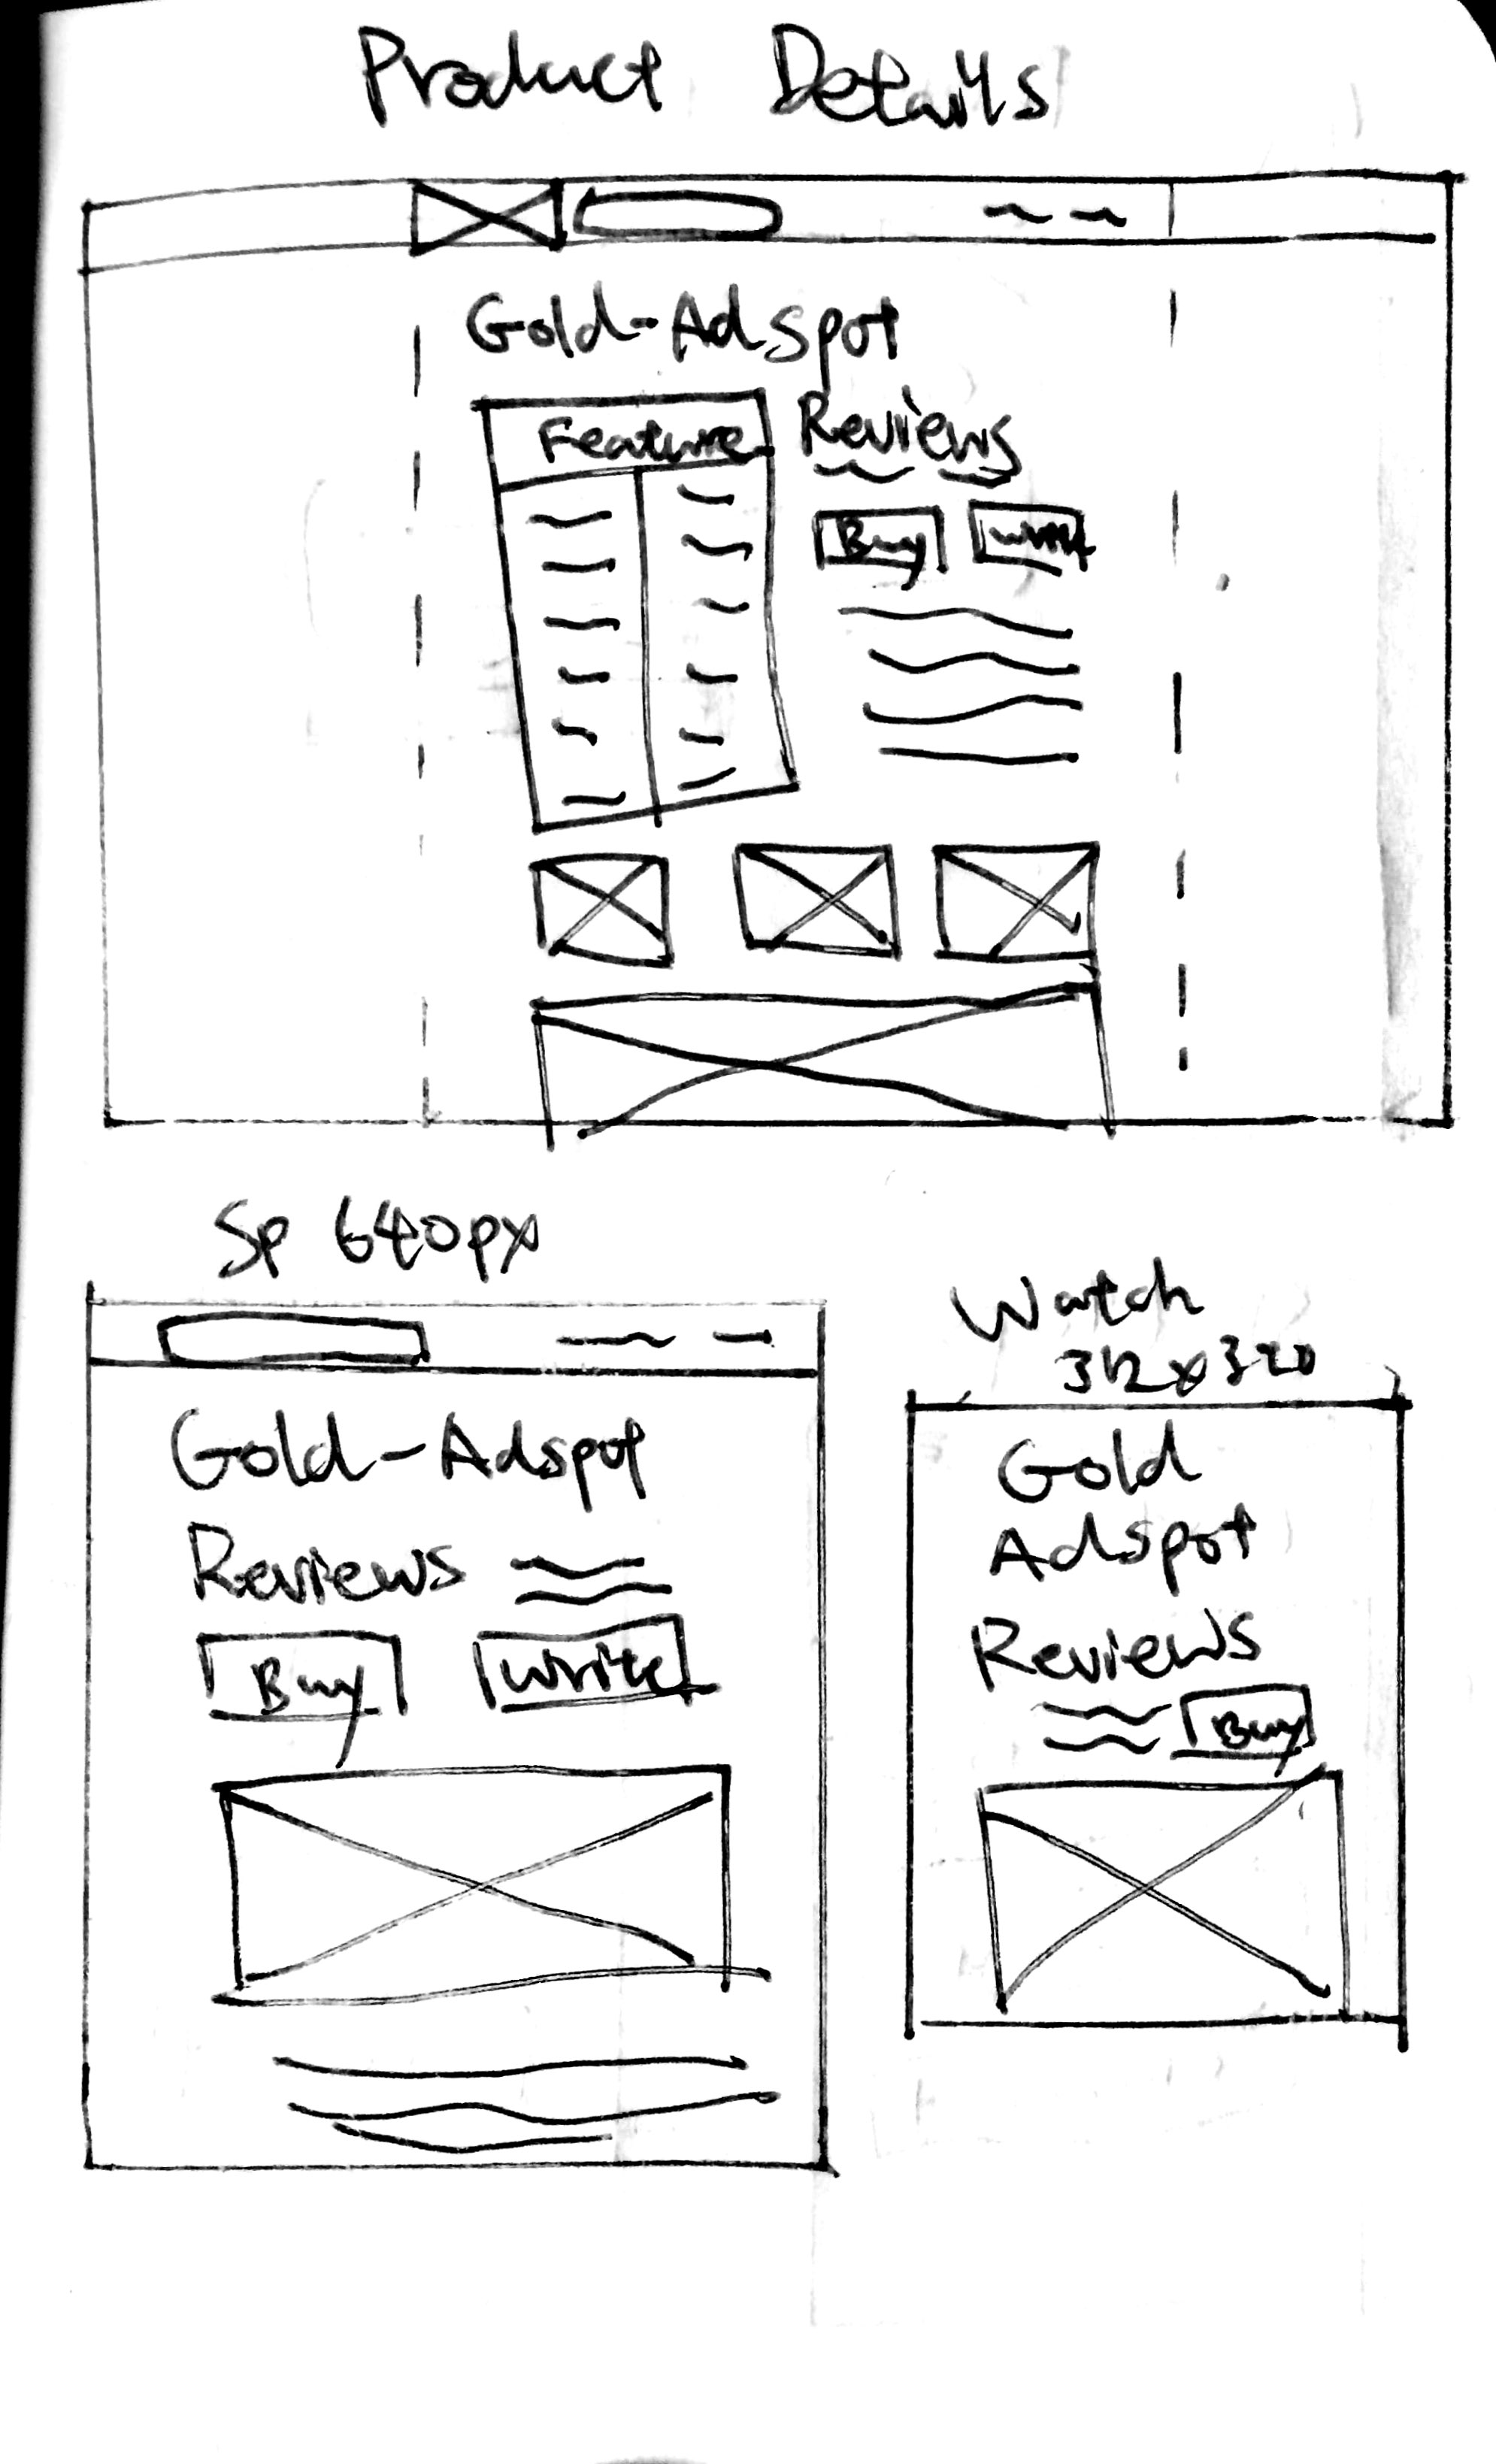 Product Details
Gold-Adspot
Feature
Reviews
Buy
Sp 640px
Gold-Adspot
Reviews
Buy Write
Watch
312x320
Gold
Adspot
Reviews
Buy